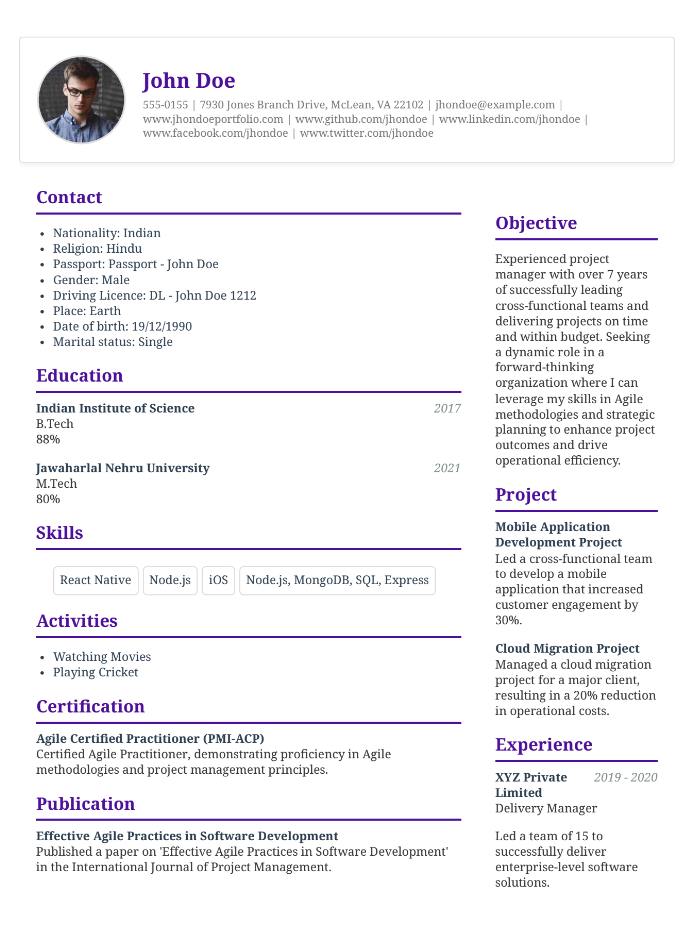 John Doe
555-0155 | 7930 Jones Branch Drive, McLean, VA 22102 | jhondoe@example.com |
www.jhondoeportfolio.com | www.github.com/jhondoe | www.linkedin.com/jhondoe |
www.facebook.com/jhondoe | www.twitter.com/jhondoe
Contact
• Nationality: Indian
• Religion: Hindu
• Passport: Passport - John Doe
• Gender: Male
• Driving Licence: DL - John Doe 1212
• Place: Earth
• Date of birth: 19/12/1990
• Marital status: Single
Education
Indian Institute of Science 2017
B.Tech
88%
Jawaharlal Nehru University 2021
M.Tech
80%
Skills
React Native Node.js iOS Node.js, MongoDB, SQL, Express
Activities
• Watching Movies
• Playing Cricket
Certification
Agile Certified Practitioner (PMI-ACP)
Certified Agile Practitioner, demonstrating proficiency in Agile
methodologies and project management principles.
Publication
Effective Agile Practices in Software Development
Published a paper on 'Effective Agile Practices in Software Development'
in the International Journal of Project Management.
Objective
Experienced project
manager with over 7 years
of successfully leading
cross-functional teams and
delivering projects on time
and within budget. Seeking
a dynamic role in a
forward-thinking
organization where I can
leverage my skills in Agile
methodologies and strategic
planning to enhance project
outcomes and drive
operational efficiency.
Project
Mobile Application
Development Project
Led a cross-functional team
to develop a mobile
application that increased
customer engagement by
30%.
Cloud Migration Project
Managed a cloud migration
project for a major client,
resulting in a 20% reduction
in operational costs.
Experience
XYZ Private 2019 - 2020
Limited
Delivery Manager
Led a team of 15 to
successfully deliver
enterprise-level software
solutions.